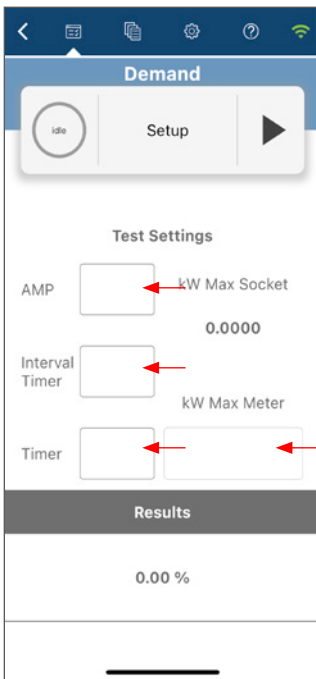 Demand
idle
Setup
Test Settings
AMP
kW Max Socket
0.0000
Interval
Timer
kW Max Meter
Timer
Results
0.00 %